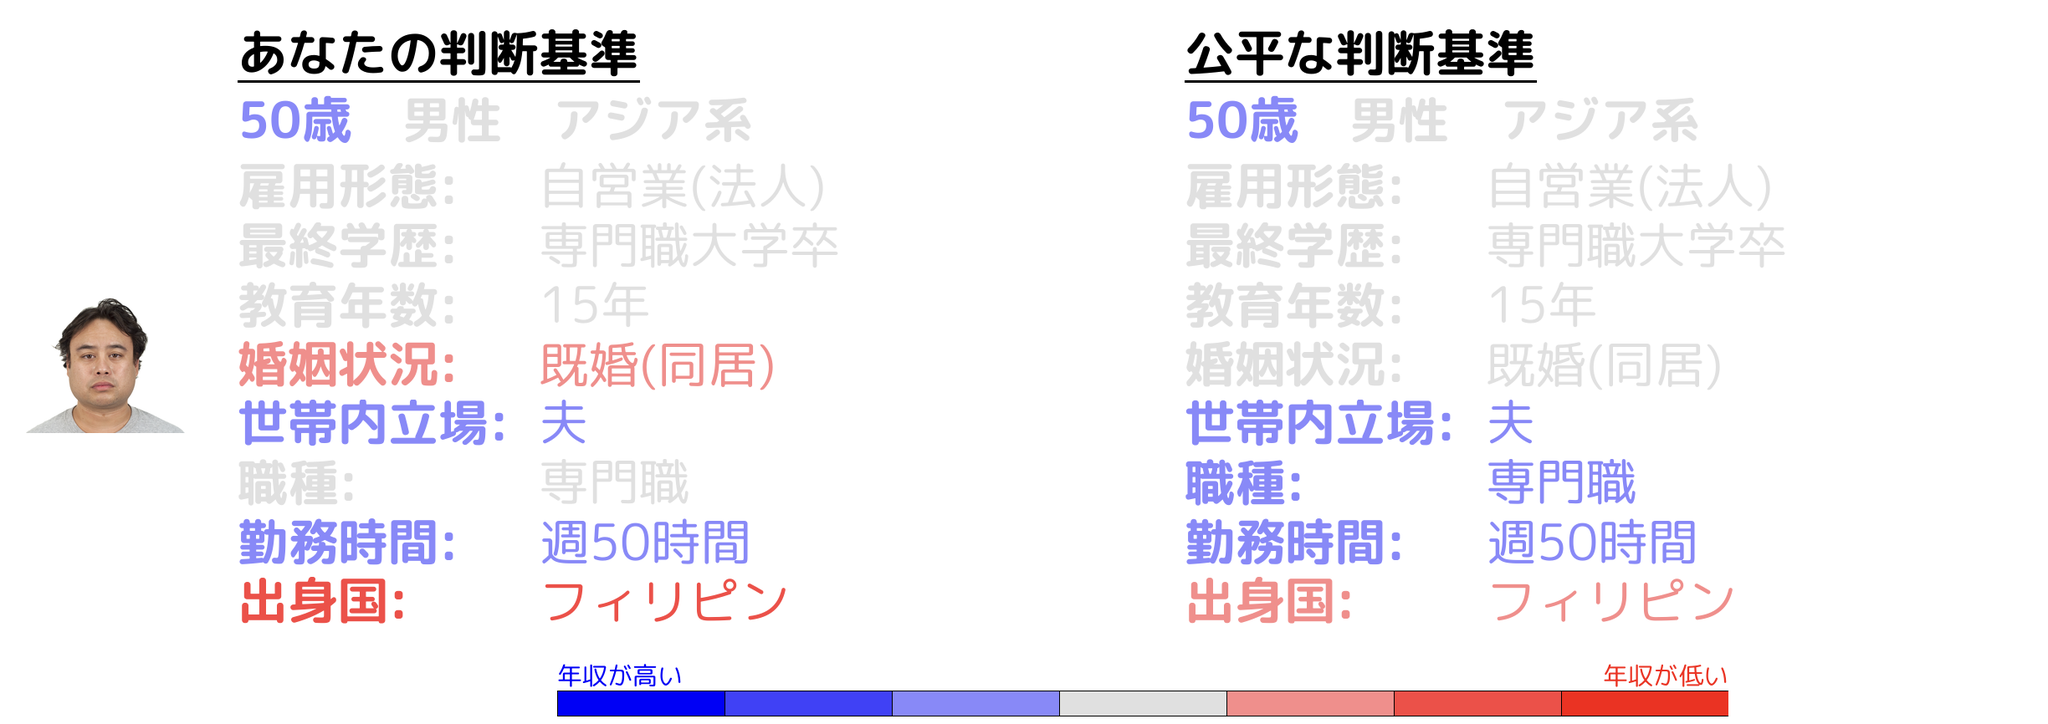 あなたの判断基準
50歳 男性 アジア系
雇用形態: 自営業(法人)
最終学歴: 専門職大学卒
教育年数: 15年
婚姻状況: 既婚(同居)
世帯内立場: 夫
職種: 専門職
勤務時間: 週50時間
出身国: フィリピン
公平な判断基準
50歳 男性 アジア系
雇用形態: 自営業(法人)
最終学歴: 専門職大学卒
教育年数: 15年
婚姻状況: 既婚(同居)
世帯内立場: 夫
職種: 専門職
勤務時間: 週50時間
出身国: フィリピン
年収が高い
年収が低い